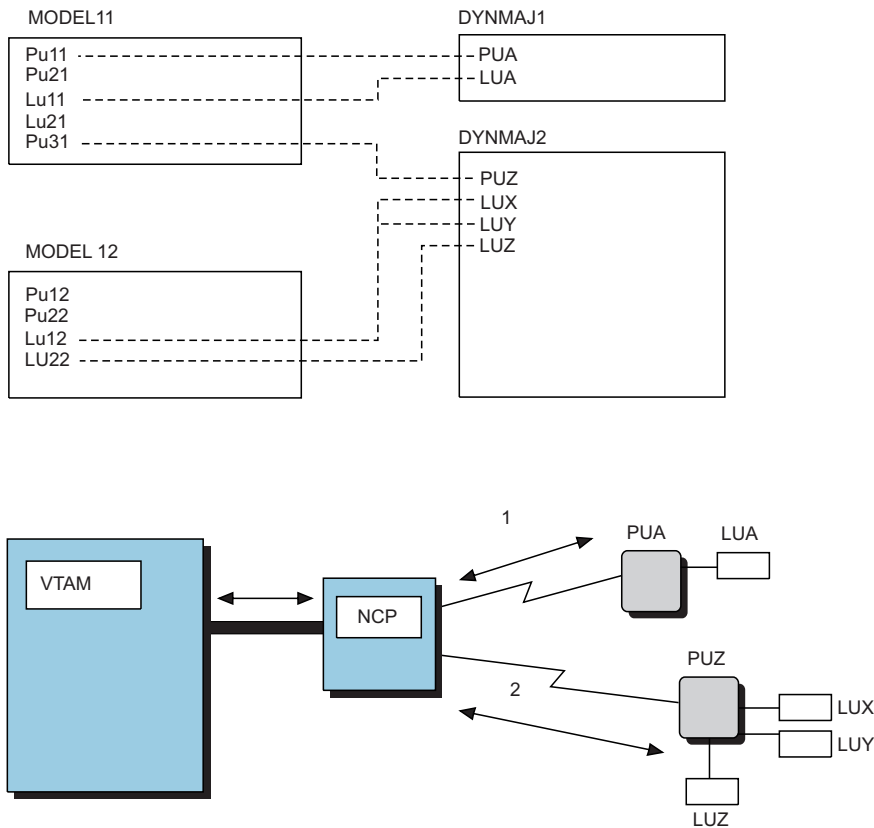 MODEL11
Pu11
Pu21
Lu11
Lu21
Pu31
DYNMAJ1
PUA
LUA
DYNMAJ2
PUZ
LUX
LUY
LUZ
MODEL 12
Pu12
Pu22
Lu12
LU22
VTAM
NCP
1
PUA
LUA
2
PUZ
LUX
LUY
LUZ